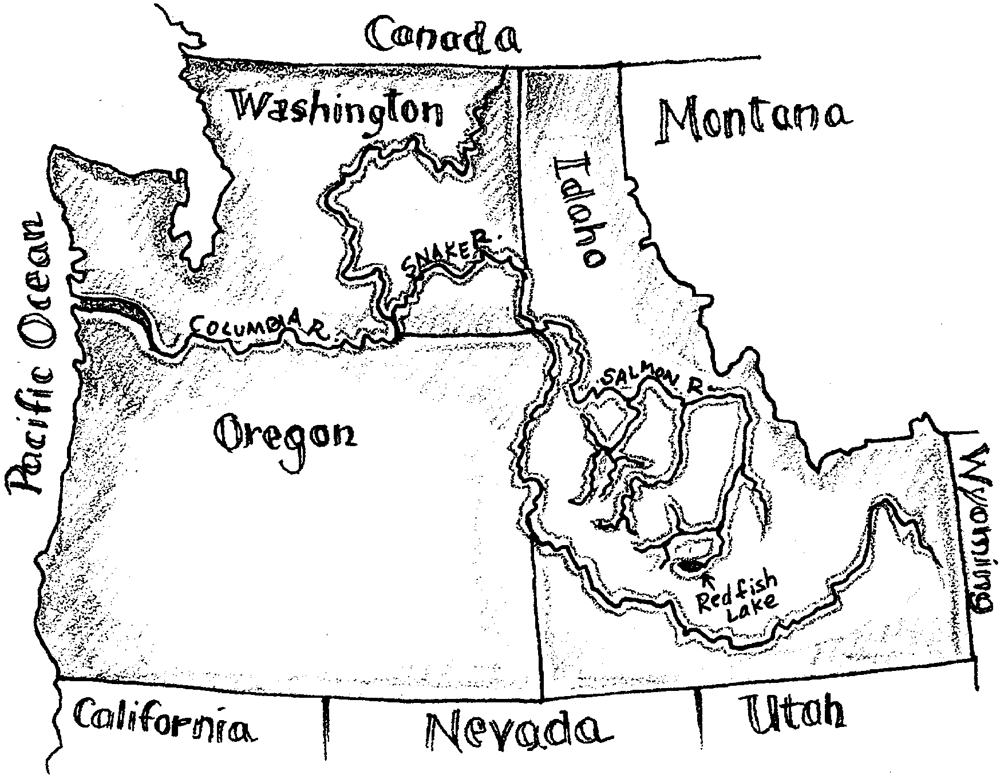 Canada
Washington
Montana
Idaho
Pacific Ocean
SNAKE R.
COLUMBIA R.
SALMON R.
Oregon
Wyoming
Redfish
Lake
California
Nevada
Utah